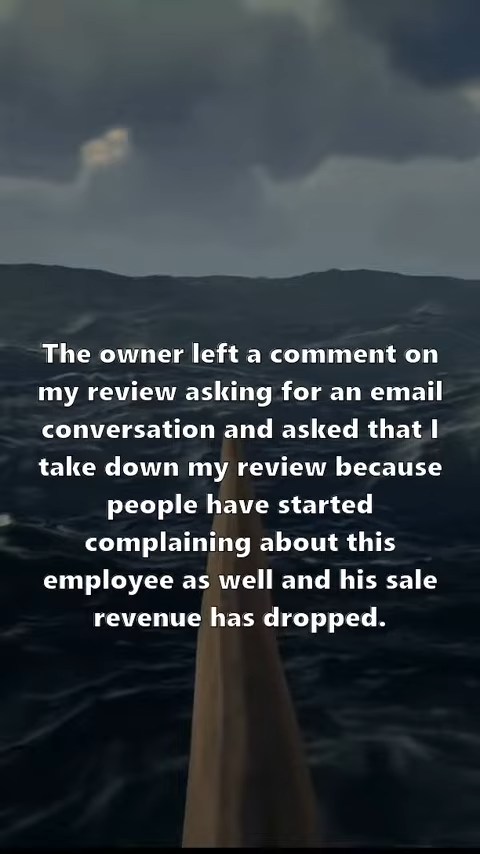 The owner left a comment on
my review asking for an email
conversation and asked that I
take down my review because
people have started
complaining about this
employee as well and his sale
revenue has dropped.